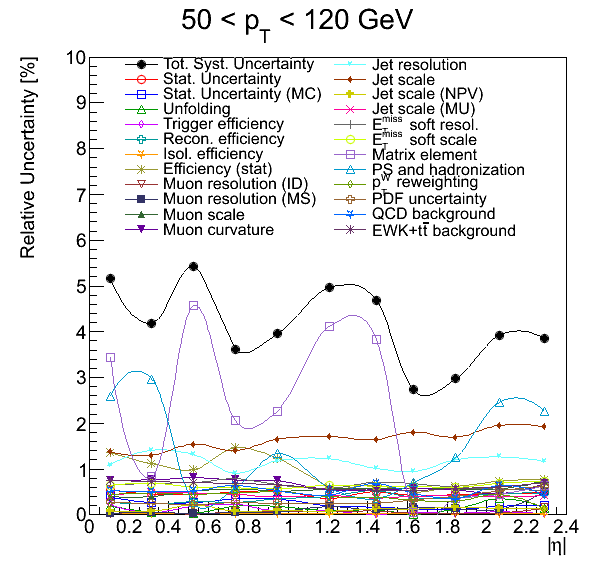 50 < pT < 120 GeV
Relative Uncertainty [%]
10
9
8
7
6
5
4
3
2
1
0
Tot. Syst. Uncertainty
Stat. Uncertainty
Stat. Uncertainty (MC)
Unfolding
Trigger efficiency
Recon. efficiency
Isol. efficiency
Efficiency (stat)
Muon resolution (ID)
Muon resolution (MS)
Muon scale
Muon curvature
Jet resolution
Jet scale
Jet scale (NPV)
Jet scale (MU)
E_T^miss soft resol.
E_T^miss soft scale
Matrix element
PS and hadronization
p_T^W reweighting
PDF uncertainty
QCD background
EWK+tt̄ background
0 0.2 0.4 0.6 0.8 1 1.2 1.4 1.6 1.8 2 2.2 2.4
|η|